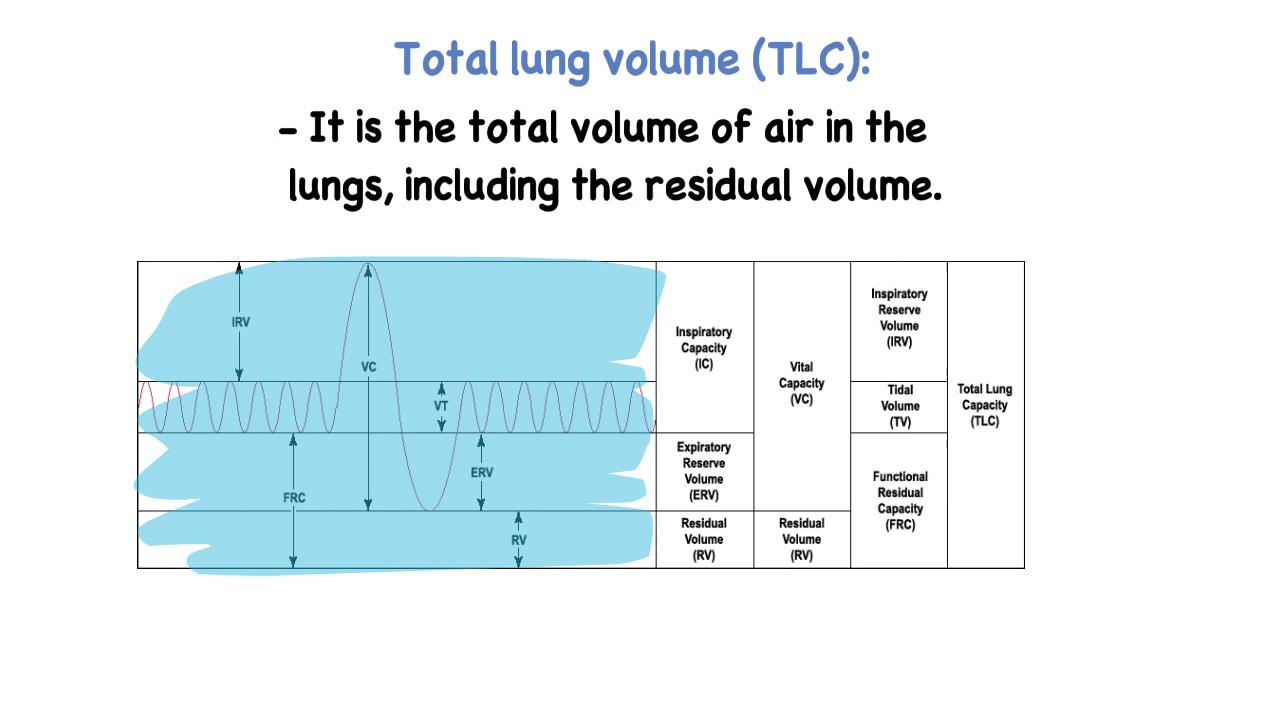 Total lung volume (TLC):
- It is the total volume of air in the
lungs, including the residual volume.
IRV
VC
VT
ERV
FRC
RV
Inspiratory
Capacity
(IC)
Expiratory
Reserve
Volume
(ERV)
Residual
Volume
(RV)
Vital
Capacity
(VC)
Residual
Volume
(RV)
Inspiratory
Reserve
Volume
(IRV)
Tidal
Volume
(TV)
Functional
Residual
Capacity
(FRC)
Total Lung
Capacity
(TLC)